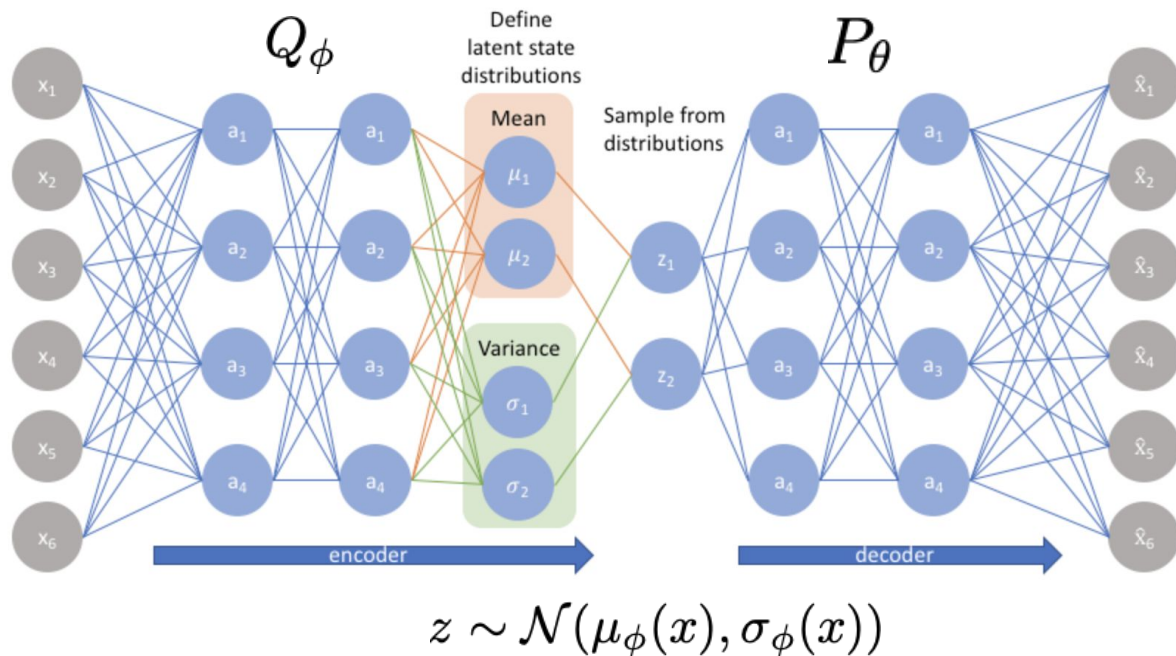 Q_ϕ
Define
latent state
distributions
P_θ
Mean
Sample from
distributions
Variance
x₁
x₂
x₃
x₄
x₅
x₆
a₁
a₂
a₃
a₄
a₁
a₂
a₃
a₄
μ₁
μ₂
σ₁
σ₂
z₁
z₂
a₁
a₂
a₃
a₄
a₁
a₂
a₃
a₄
x̂₁
x̂₂
x̂₃
x̂₄
x̂₅
x̂₆
encoder
decoder
z ∼ 𝒩(μ_ϕ(x), σ_ϕ(x))